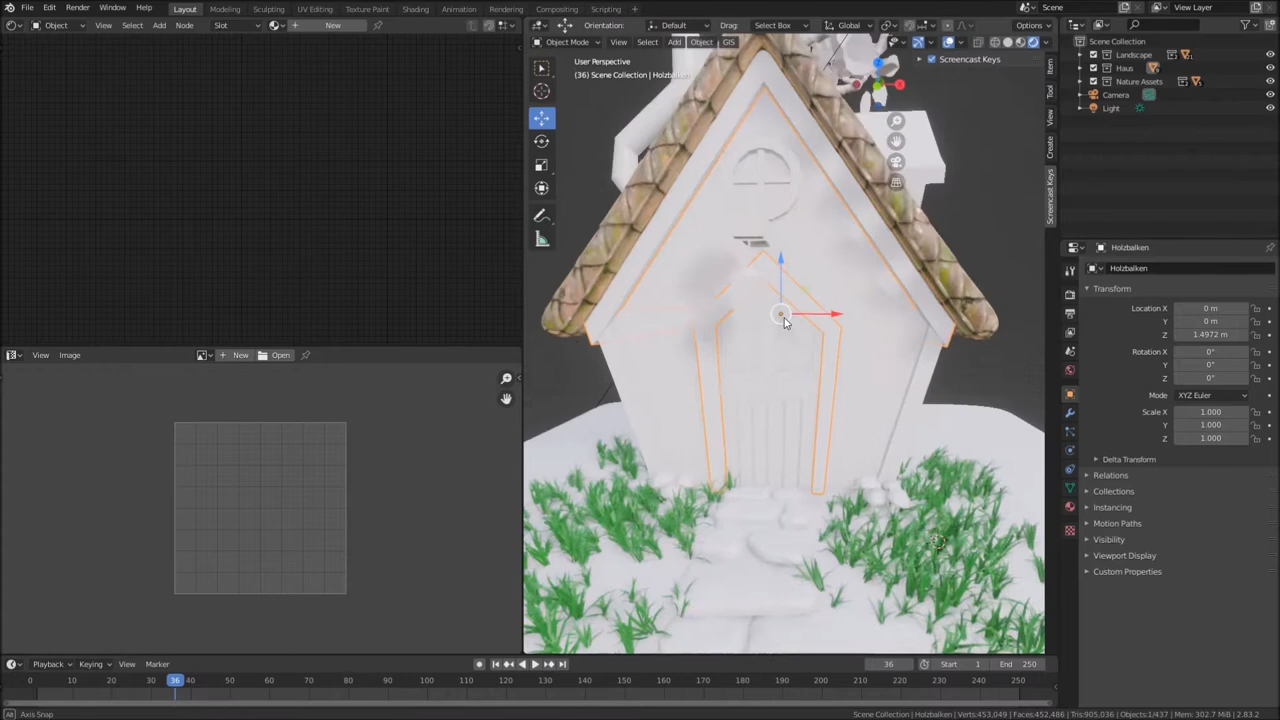 File Edit Render Window Help Layout Modeling Sculpting UV Editing Texture Paint Shading Animation Rendering Compositing Scripting + Scene View Layer
Object View Select Add Node Slot New Orientation: Default Drag: Select Box Global Options
Object Mode View Select Add Object GIS
User Perspective
(36) Scene Collection | Holzbalken
Screencast Keys
Item
Tool
View
Create
Screencast Keys
Scene Collection
Landscape
Haus
Nature Assets
Camera
Light
Holzbalken
Holzbalken
Transform
Location X 0 m
Y 0 m
Z 1.4972 m
Rotation X 0°
Y 0°
Z 0°
Mode XYZ Euler
Scale X 1.000
Y 1.000
Z 1.000
Delta Transform
Relations
Collections
Instancing
Motion Paths
Visibility
Viewport Display
Custom Properties
View Image + New Open
Playback Keying View Marker 36 Start 1 End 250
0 10 20 30 36 40 50 60 70 80 90 100 110 120 130 140 150 160 170 180 190 200 210 220 230 240 250
Axis Snap Scene Collection | Holzbalken | Verts:453,049 | Faces:452,486 | Tris:905,036 | Objects:1/437 | Mem: 302.7 MiB | 2.83.2